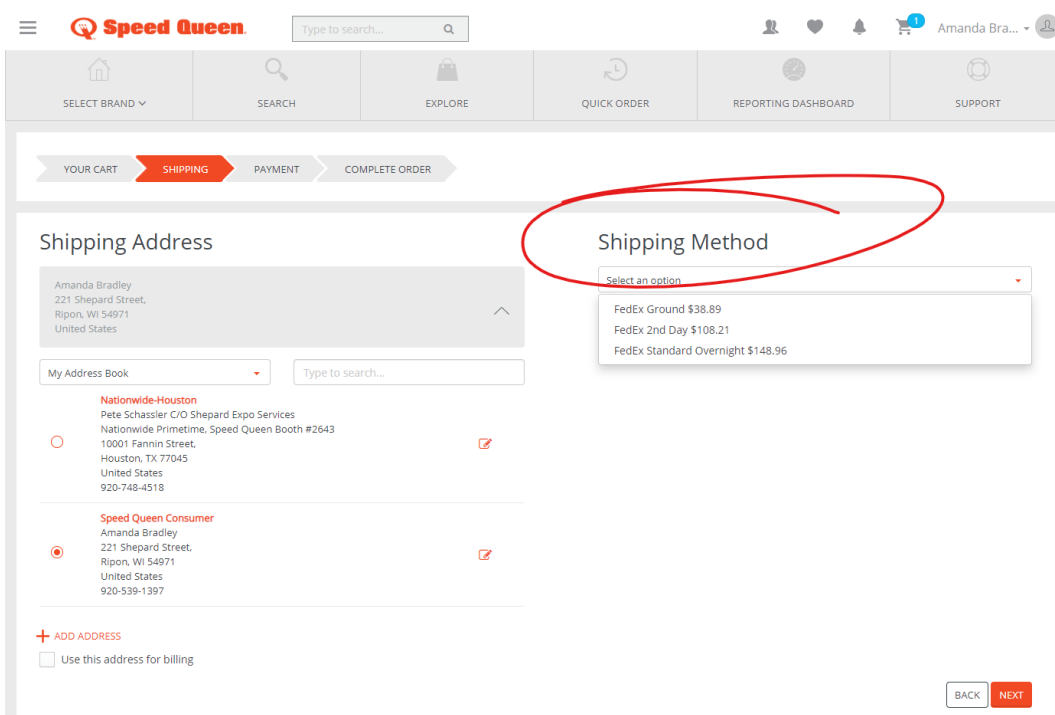 Speed Queen.
Type to search...
1
Amanda Bra...
SELECT BRAND
SEARCH
EXPLORE
QUICK ORDER
REPORTING DASHBOARD
SUPPORT
YOUR CART
SHIPPING
PAYMENT
COMPLETE ORDER
Shipping Address
Amanda Bradley
221 Shepard Street,
Ripon, WI 54971
United States
My Address Book
Type to search...
Nationwide-Houston
Pete Schassler C/O Shepard Expo Services
Nationwide Primetime, Speed Queen Booth #2643
10001 Fannin Street,
Houston, TX 77045
United States
920-748-4518
Speed Queen Consumer
Amanda Bradley
221 Shepard Street,
Ripon, WI 54971
United States
920-539-1397
ADD ADDRESS
Use this address for billing
Shipping Method
Select an option
FedEx Ground $38.89
FedEx 2nd Day $108.21
FedEx Standard Overnight $148.96
BACK
NEXT